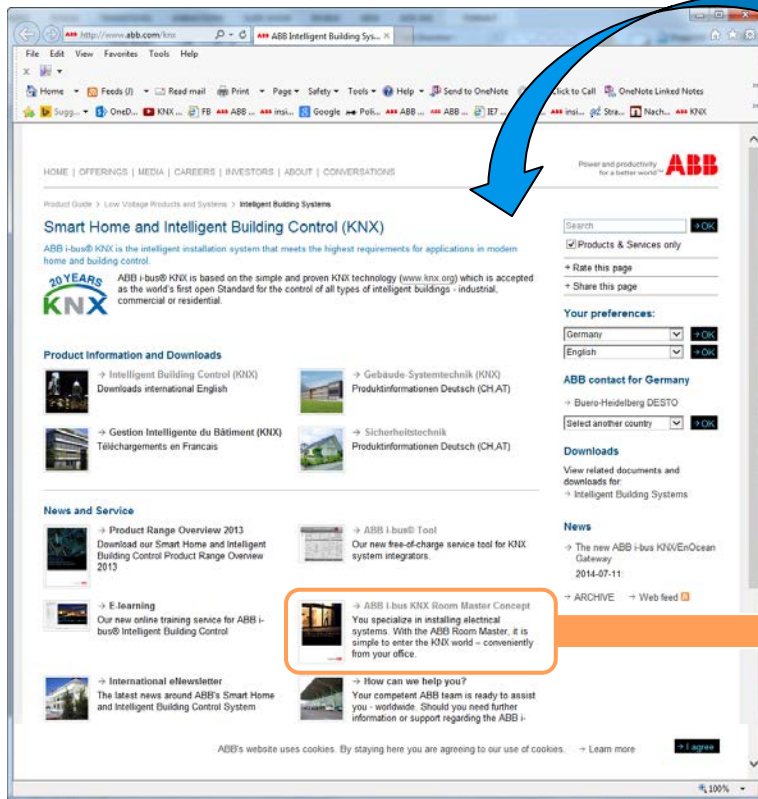 http://www.abb.com/knx
ABB Intelligent Building Sys...
File Edit View Favorites Tools Help
Home Feeds (J) Read mail Print Page Safety Tools Help Send to OneNote Click to Call OneNote Linked Notes
Sugg... OneD... KNX ... FB ABB ... insi... Google Poli... ABB ... ABB ... IE7 ... insi... Stra... Nach... KNX
HOME | OFFERINGS | MEDIA | CAREERS | INVESTORS | ABOUT | CONVERSATIONS
Power and productivity
for a better world™
ABB
Product Guide > Low Voltage Products and Systems > Intelligent Building Systems
Smart Home and Intelligent Building Control (KNX)
ABB i-bus® KNX is the intelligent installation system that meets the highest requirements for applications in modern
home and building control.
20 YEARS
KNX
ABB i-bus® KNX is based on the simple and proven KNX technology (www.knx.org) which is accepted
as the world's first open Standard for the control of all types of intelligent buildings - industrial,
commercial or residential.
Product Information and Downloads
→ Intelligent Building Control (KNX)
Downloads international English
→ Gebäude-Systemtechnik (KNX)
Produktinformationen Deutsch (CH,AT)
→ Gestion Intelligente du Bâtiment (KNX)
Téléchargements en Francais
→ Sicherheitstechnik
Produktinformationen Deutsch (CH,AT)
News and Service
→ Product Range Overview 2013
Download our Smart Home and Intelligent
Building Control Product Range Overview
2013
→ ABB i-bus® Tool
Our new free-of-charge service tool for KNX
system integrators.
→ E-learning
Our new online training service for ABB i-
bus® Intelligent Building Control
→ ABB i-bus KNX Room Master Concept
You specialize in installing electrical
systems. With the ABB Room Master, it is
simple to enter the KNX world – conveniently
from your office.
→ International eNewsletter
The latest news around ABB's Smart Home
and Intelligent Building Control System
→ How can we help you?
Your competent ABB team is ready to assist
you - worldwide. Should you need further
information or support regarding the ABB i-
Search → OK
Products & Services only
+ Rate this page
+ Share this page
Your preferences:
Germany → OK
English → OK
ABB contact for Germany
→ Buero-Heidelberg DESTO
Select another country → OK
Downloads
View related documents and
downloads for:
→ Intelligent Building Systems
News
→ The new ABB i-bus KNX/EnOcean
Gateway
2014-07-11:
→ ARCHIVE → Web feed
ABB's website uses cookies. By staying here you are agreeing to our use of cookies. → Learn more → I agree
100%